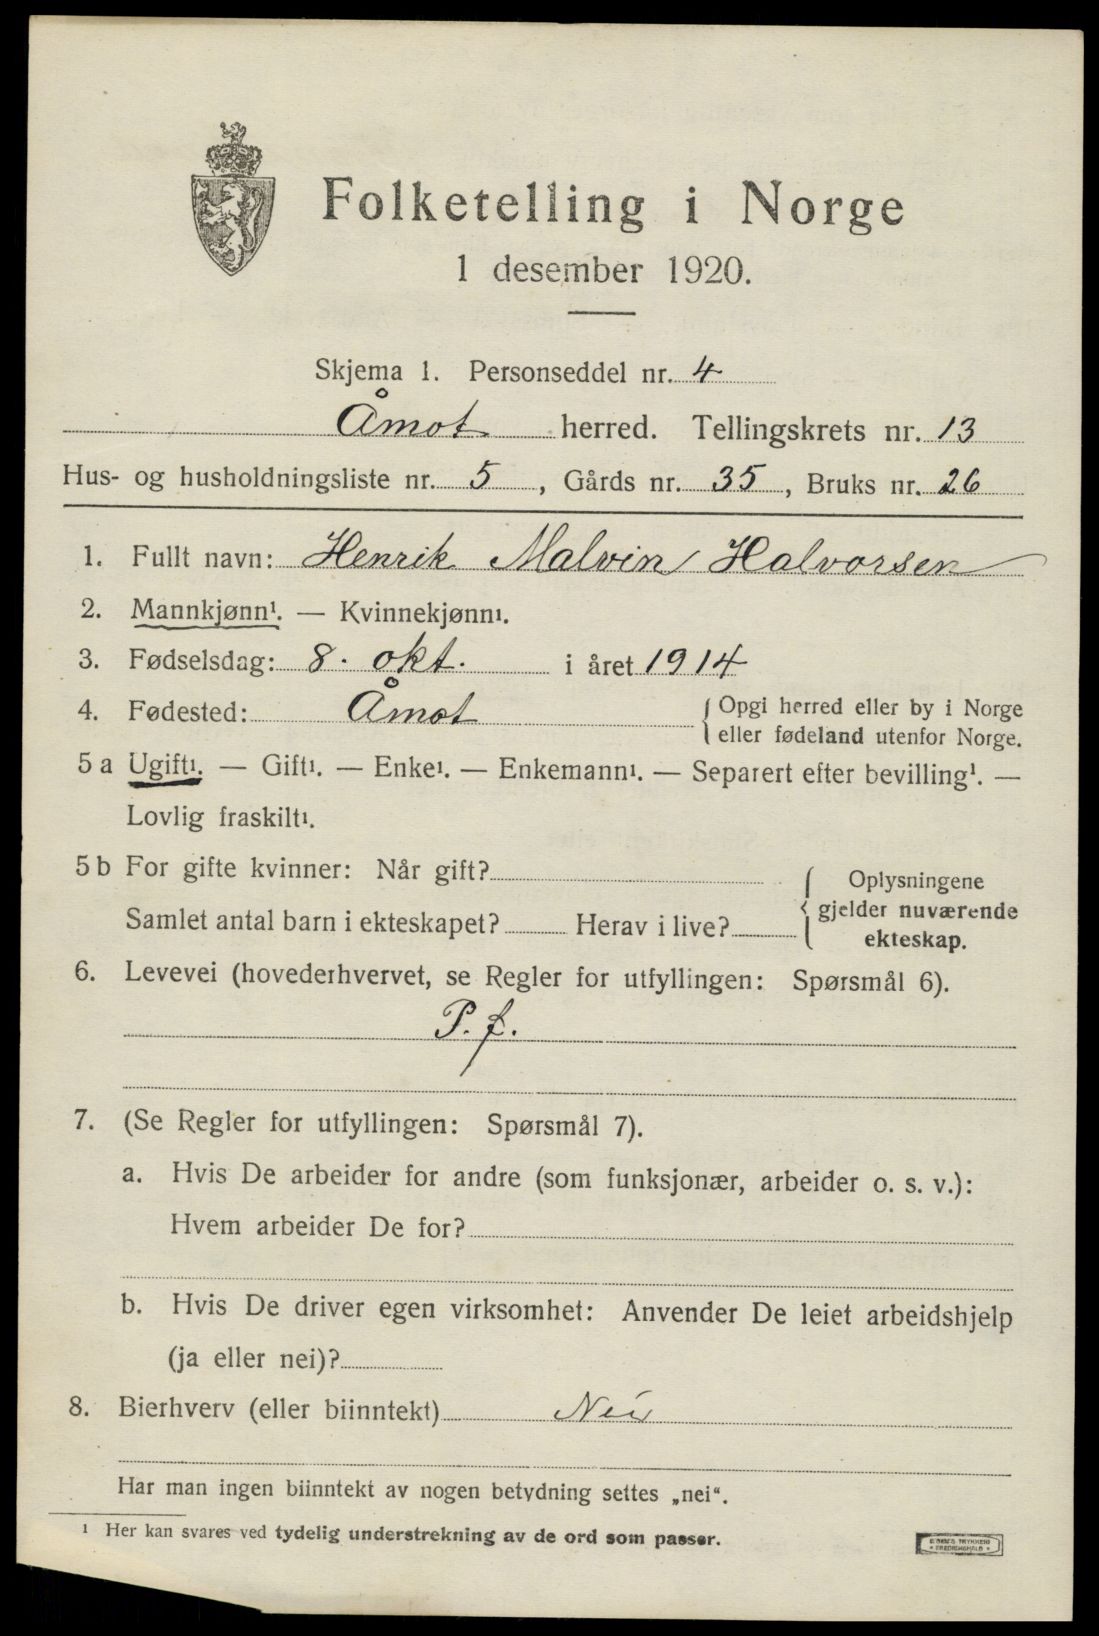 Folketelling i Norge
1 desember 1920.
Skjema 1. Personseddel nr. 4
Åmot herred. Tellingskrets nr. 13
Hus- og husholdningsliste nr. 5, Gårds nr. 35, Bruks nr. 26
1. Fullt navn: Henrik Malvin Halvorsen
2. Mannkjønn¹. — Kvinnekjønn¹.
3. Fødselsdag: 8. okt. i året 1914
4. Fødested: Åmot { Opgi herred eller by i Norge
eller fødeland utenfor Norge.
5 a Ugift¹. — Gift¹. — Enke¹. — Enkemann¹. — Separert efter bevilling¹. —
Lovlig fraskilt¹.
5 b For gifte kvinner: Når gift?
Samlet antal barn i ekteskapet? Herav i live?
{ Oplysningene
gjelder nuværende
ekteskap.
6. Levevei (hovederhvervet, se Regler for utfyllingen: Spørsmål 6).
P. f.
7. (Se Regler for utfyllingen: Spørsmål 7).
a. Hvis De arbeider for andre (som funksjonær, arbeider o. s. v.):
Hvem arbeider De for?
b. Hvis De driver egen virksomhet: Anvender De leiet arbeidshjelp
(ja eller nei)?
8. Bierhverv (eller biinntekt) Nei
Har man ingen biinntekt av nogen betydning settes „nei“.
¹ Her kan svares ved tydelig understrekning av de ord som passer.